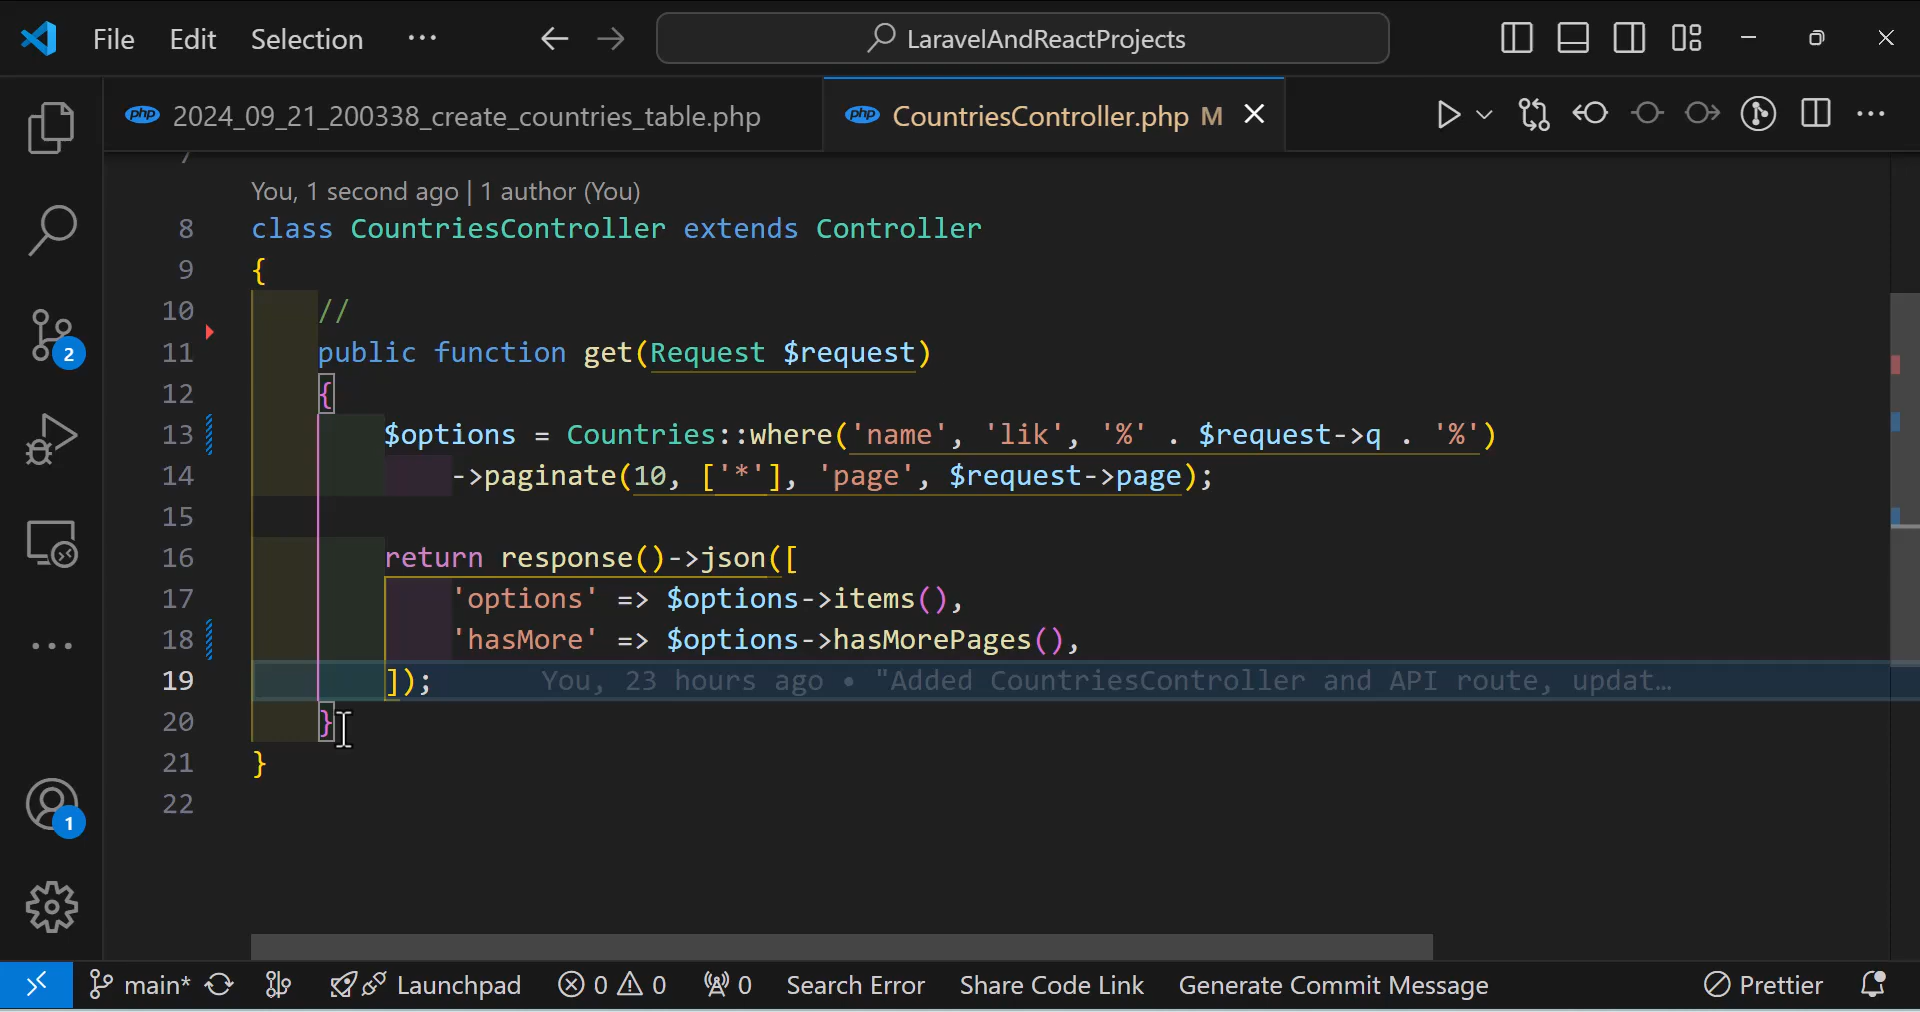 File Edit Selection ··· LaravelAndReactProjects
php 2024_09_21_200338_create_countries_table.php php CountriesController.php M
7
You, 1 second ago | 1 author (You)
8 class CountriesController extends Controller
9 {
10 //
11 public function get(Request $request)
12 {
13 $options = Countries::where('name', 'lik', '%' . $request->q . '%')
14 ->paginate(10, ['*'], 'page', $request->page);
15
16 return response()->json([
17 'options' => $options->items(),
18 'hasMore' => $options->hasMorePages(),
19 ]); You, 23 hours ago • "Added CountriesController and API route, updat…
20 }
21 }
22
2
1
main* Launchpad 0 0 0 Search Error Share Code Link Generate Commit Message Prettier